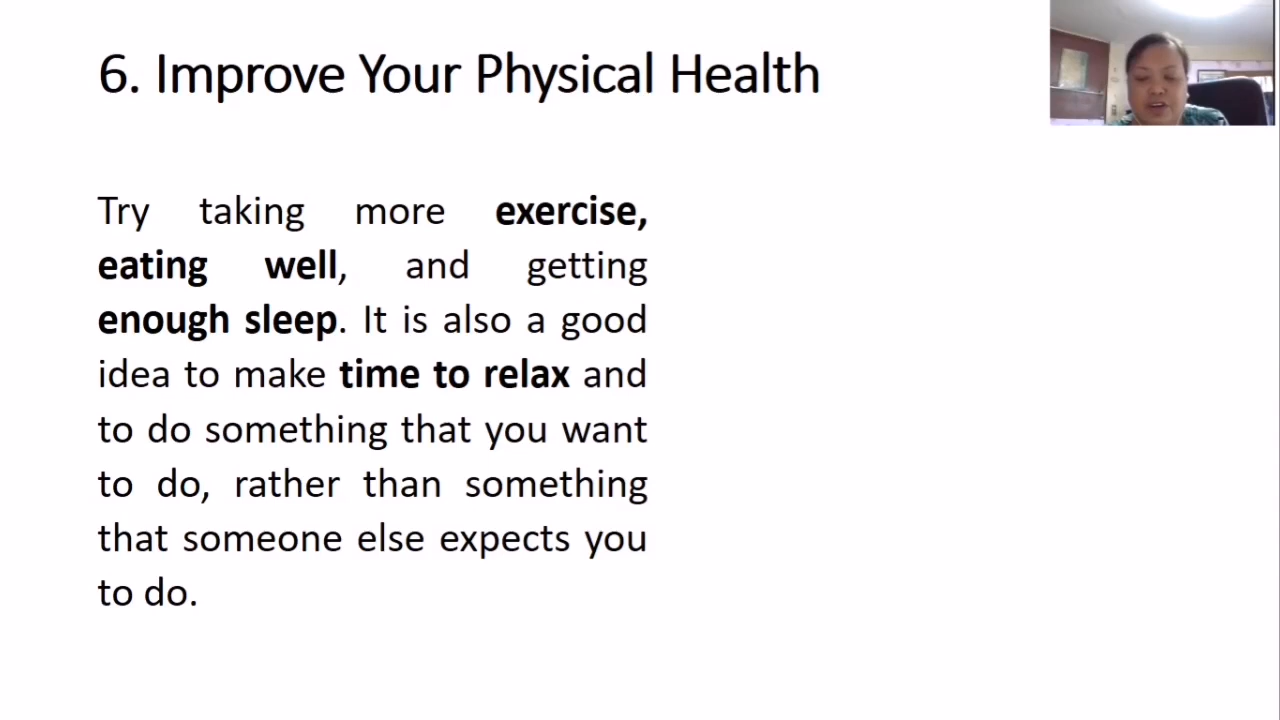 6. Improve Your Physical Health
Try taking more exercise,
eating well, and getting
enough sleep. It is also a good
idea to make time to relax and
to do something that you want
to do, rather than something
that someone else expects you
to do.